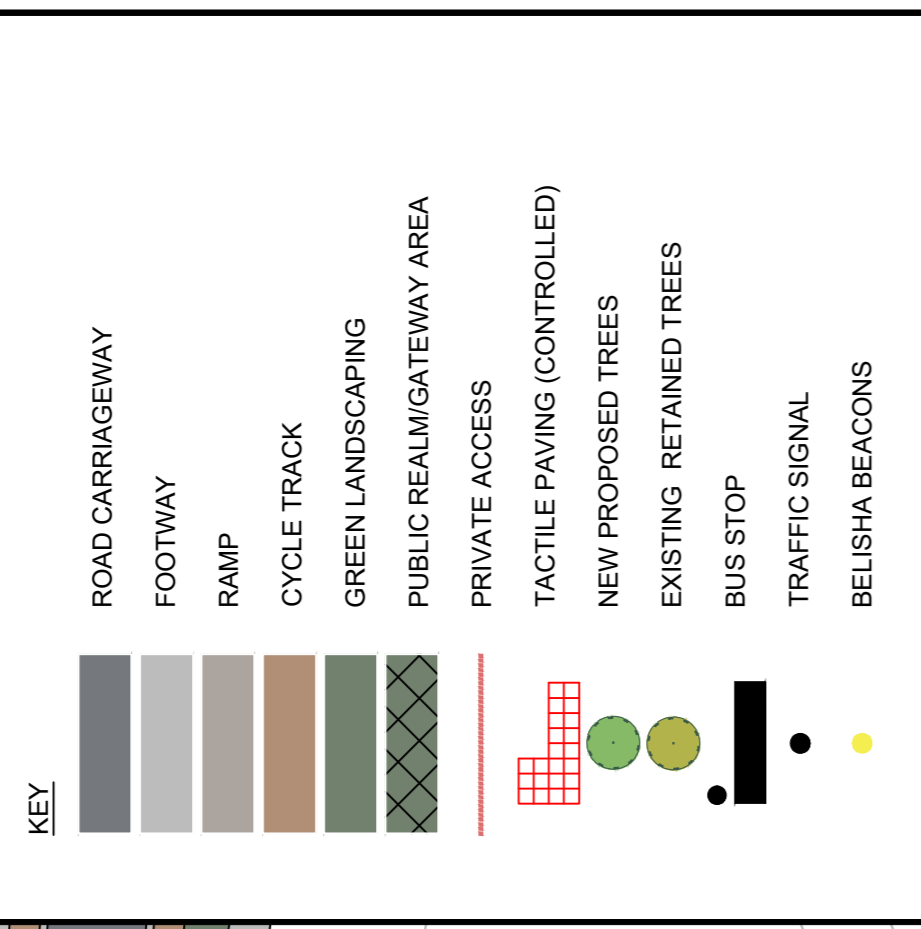 KEY
ROAD CARRIAGEWAY
FOOTWAY
RAMP
CYCLE TRACK
GREEN LANDSCAPING
PUBLIC REALM/GATEWAY AREA
PRIVATE ACCESS
TACTILE PAVING (CONTROLLED)
NEW PROPOSED TREES
EXISTING  RETAINED TREES
BUS STOP
TRAFFIC SIGNAL
BELISHA BEACONS